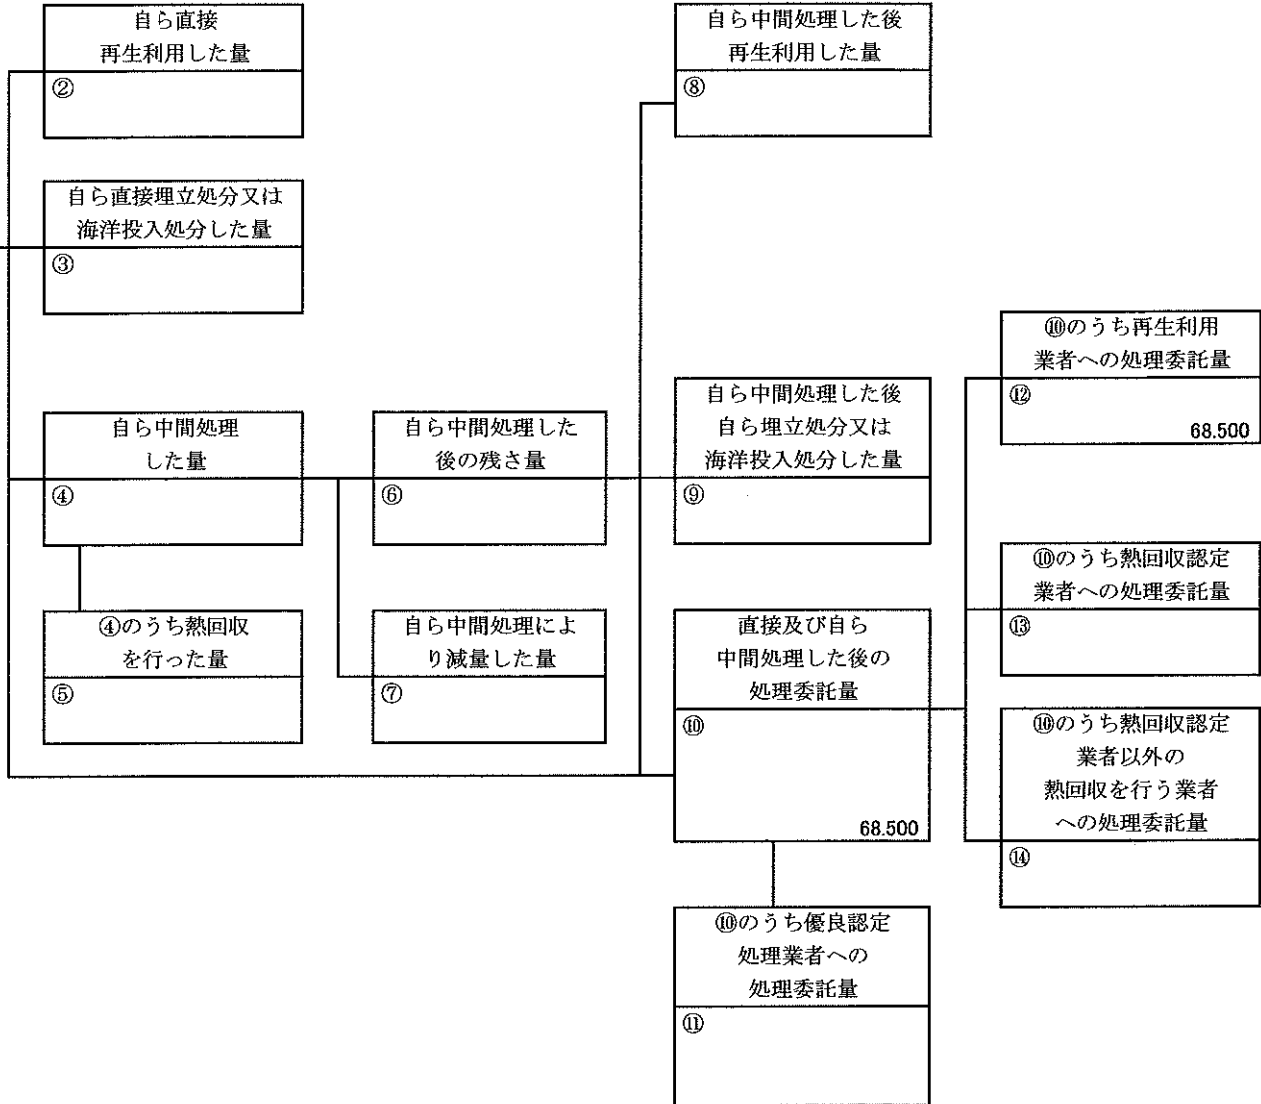 自ら直接
再生利用した量
②
自ら中間処理した後
再生利用した量
⑧
自ら直接埋立処分又は
海洋投入処分した量
③
⑩のうち再生利用
業者への処理委託量
⑫
68.500
自ら中間処理
した量
④
自ら中間処理した
後の残さ量
⑥
自ら中間処理した後
自ら埋立処分又は
海洋投入処分した量
⑨
⑩のうち熱回収認定
業者への処理委託量
⑬
④のうち熱回収
を行った量
⑤
自ら中間処理によ
り減量した量
⑦
直接及び自ら
中間処理した後の
処理委託量
⑩
68.500
⑩のうち熱回収認定
業者以外の
熱回収を行う業者
への処理委託量
⑭
⑩のうち優良認定
処理業者への
処理委託量
⑪